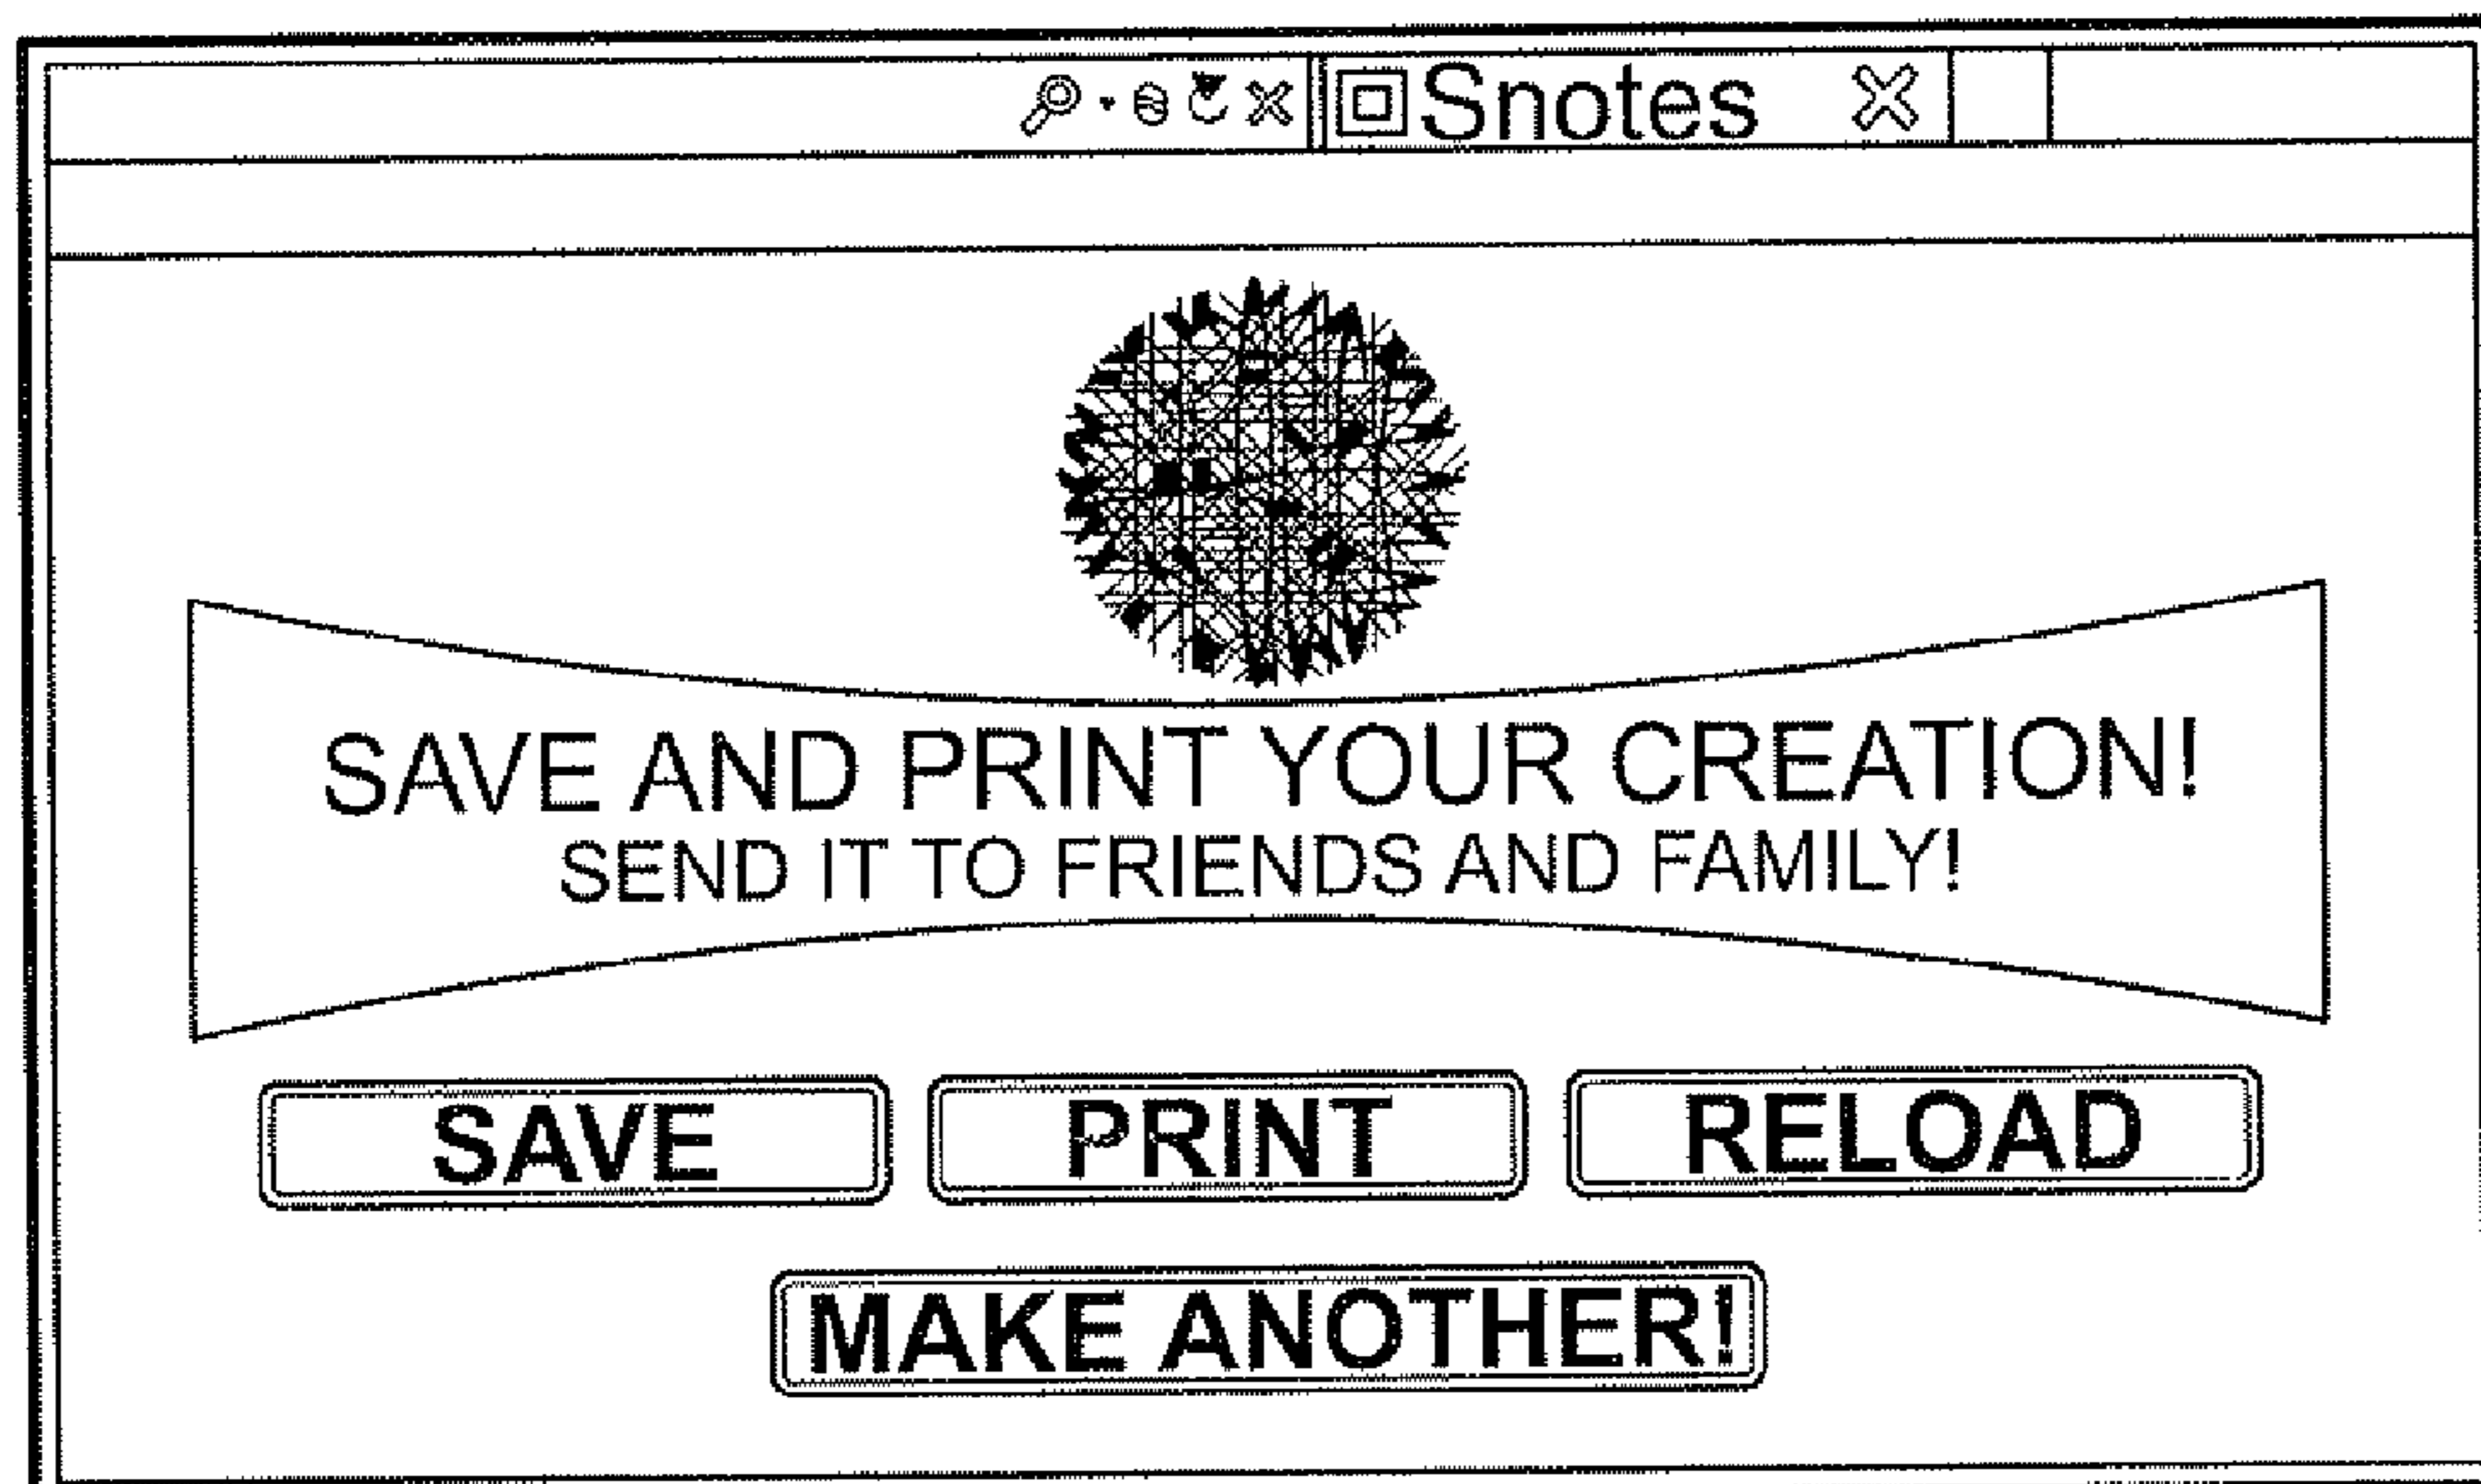 Snotes
SAVE AND PRINT YOUR CREATION!
SEND IT TO FRIENDS AND FAMILY!
SAVE PRINT RELOAD
MAKE ANOTHER!